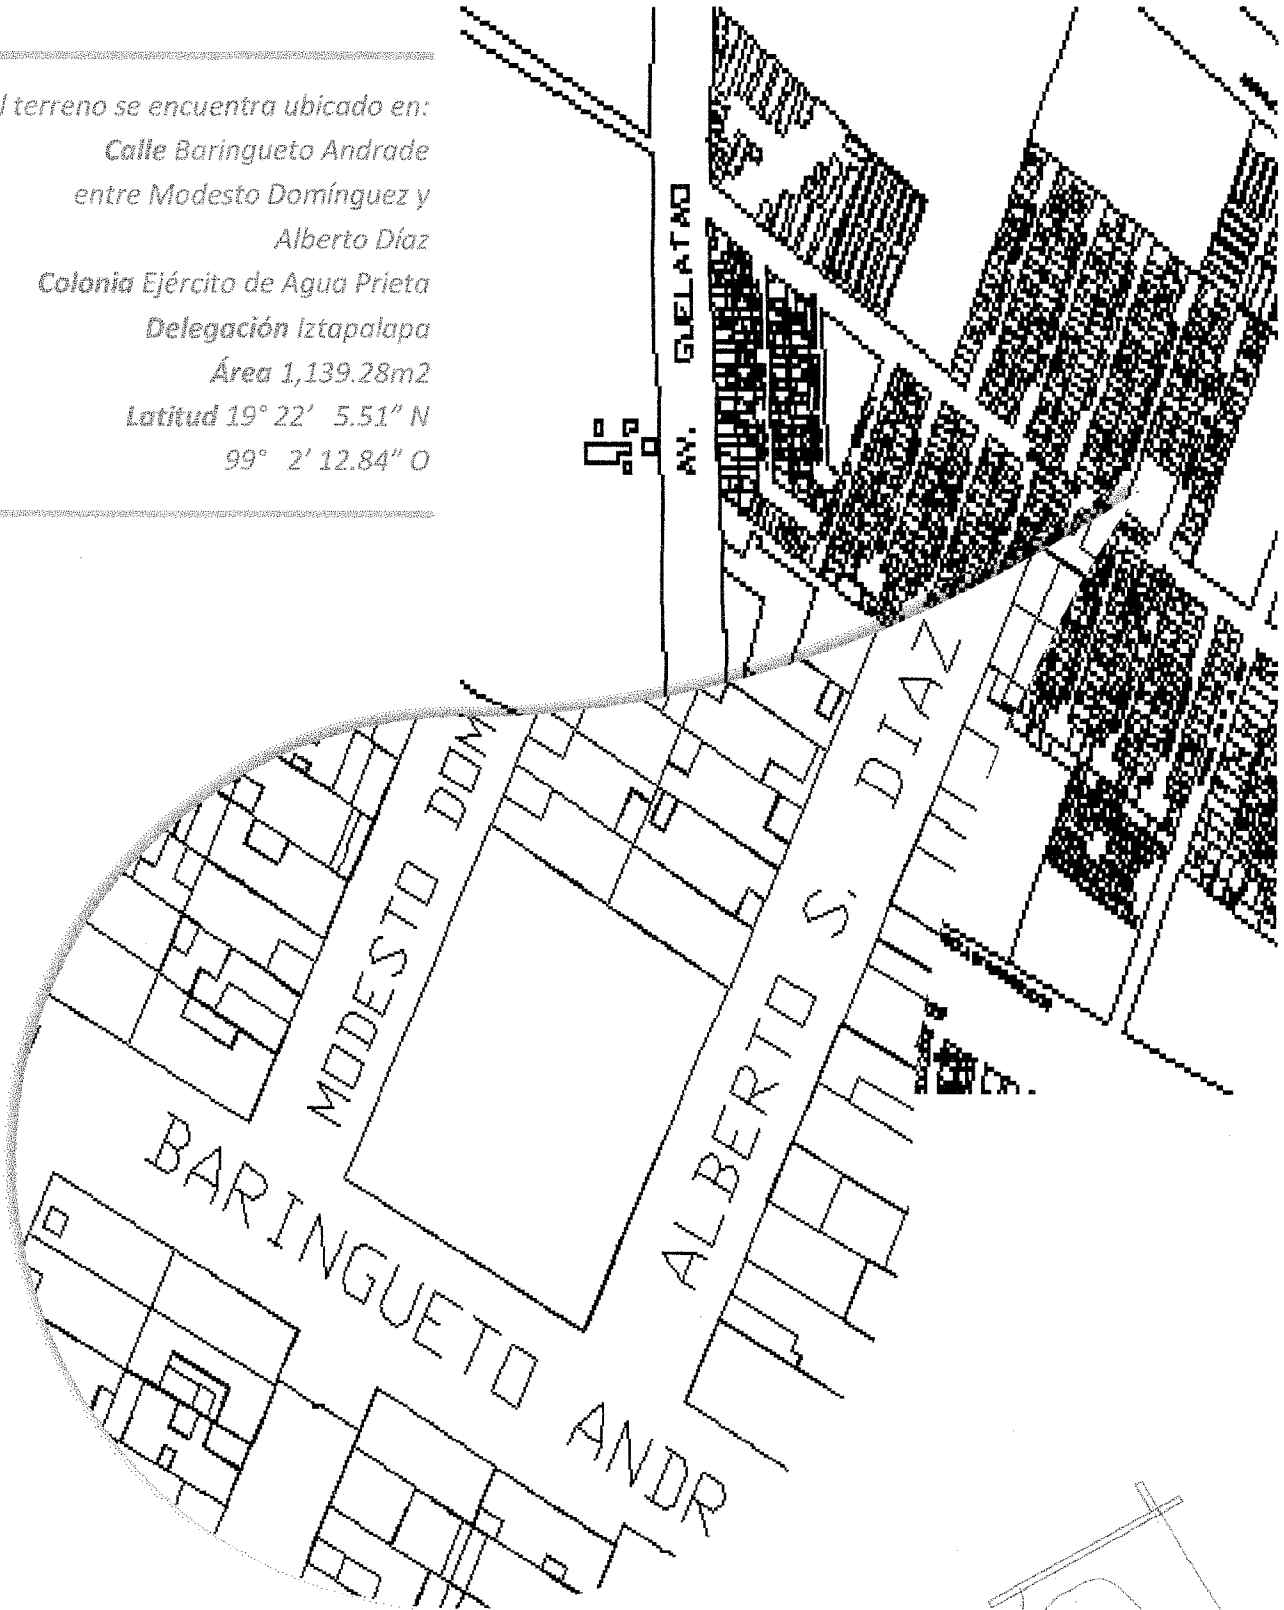 l terreno se encuentra ubicado en:
Calle Baringueto Andrade
entre Modesto Domínguez y
Alberto Díaz
Colonia Ejército de Agua Prieta
Delegación Iztapalapa
Área 1,139.28m2
Latitud 19° 22' 5.51" N
99° 2' 12.84" O
AV. GUELATAO
MODESTO DOM
ALBERTO S. DIAZ
BARINGUETO ANDR